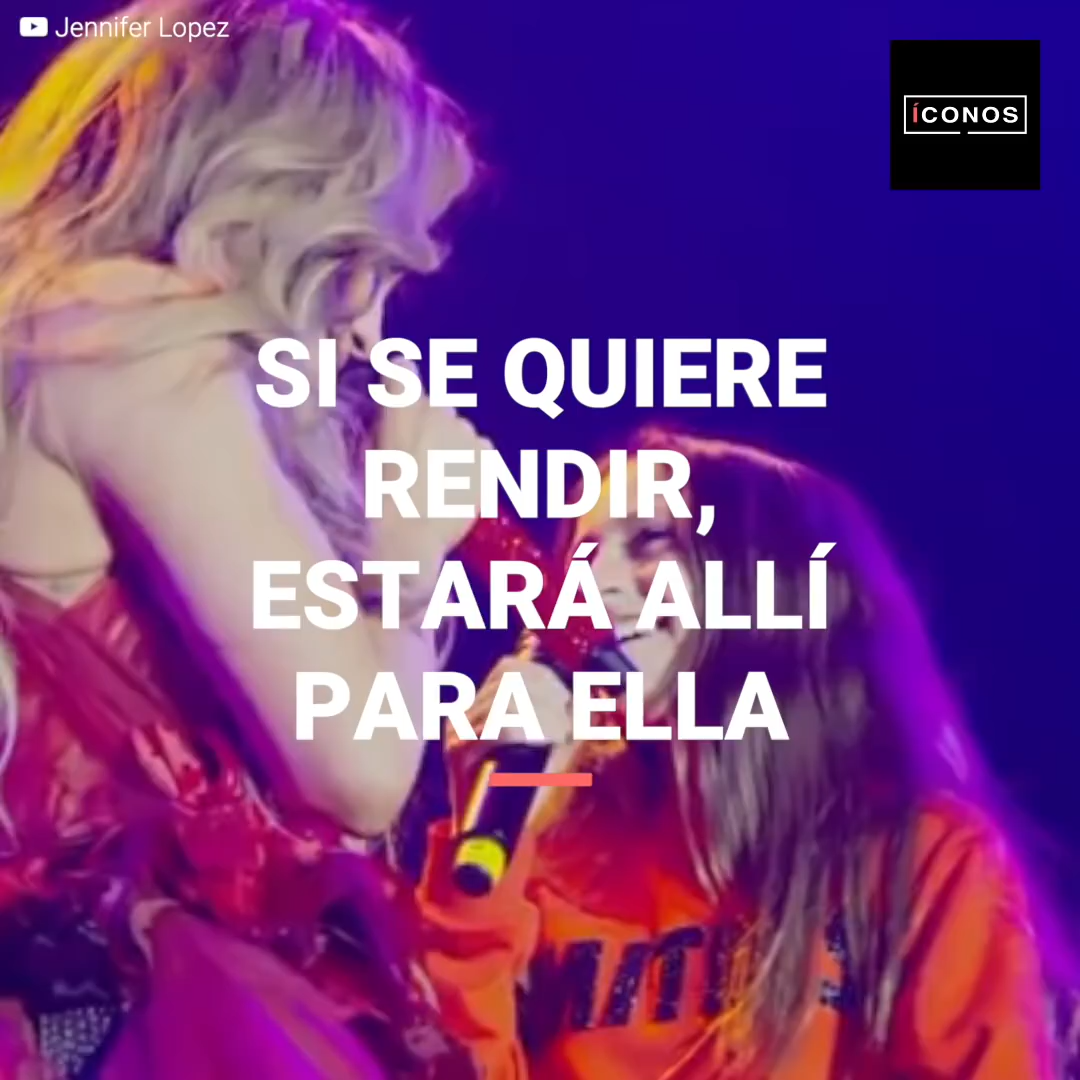 Jennifer Lopez
ÍCONOS
SI SE QUIERE
RENDIR,
ESTARÁ ALLÍ
PARA ELLA